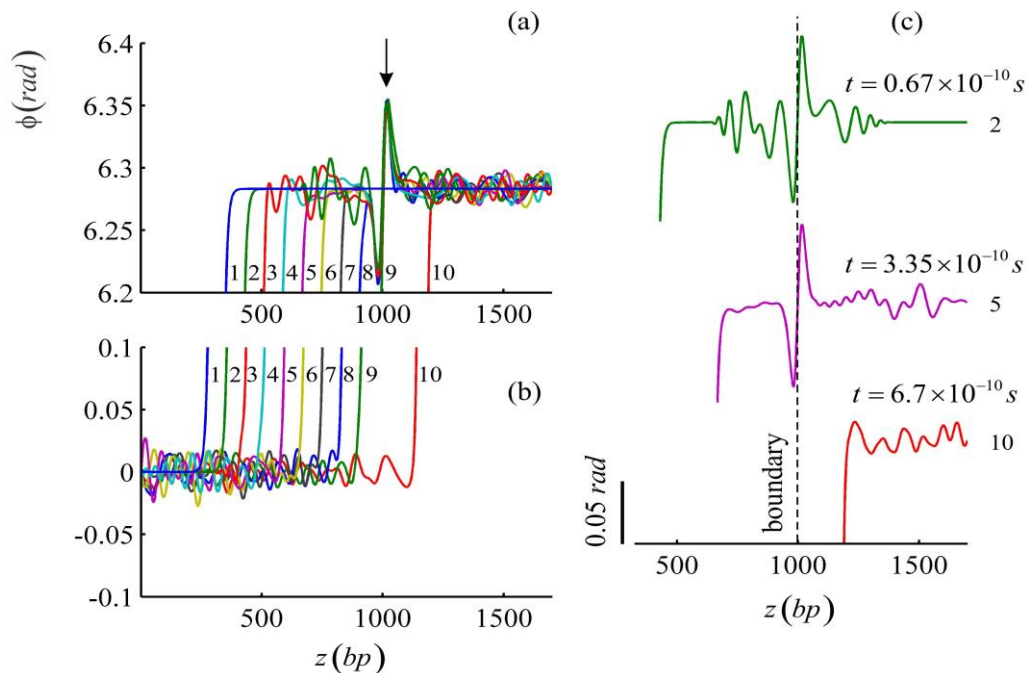 (a)
ϕ(rad)
6.4
6.35
6.3
6.25
6.2
1 2 3 4 5 6 7 8 9 10
500 1000 1500
(b)
0.1
0.05
0
-0.05
-0.1
1 2 3 4 5 6 7 8 9 10
500 1000 1500
z(bp)
(c)
t = 0.67×10⁻¹⁰ s
2
t = 3.35×10⁻¹⁰ s
5
t = 6.7×10⁻¹⁰ s
10
boundary
0.05 rad
500 1000 1500
z(bp)